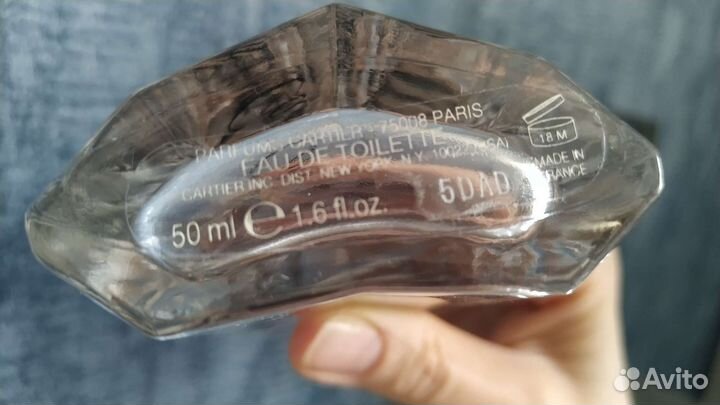 PARFUMS CARTIER - 75008 PARIS
EAU DE TOILETTE
CARTIER INC. DIST. NEW YORK - N.Y. (USA)
50 ml e 1.6 fl.oz.
5DAD
18 M
MADE IN
FRANCE
Avito